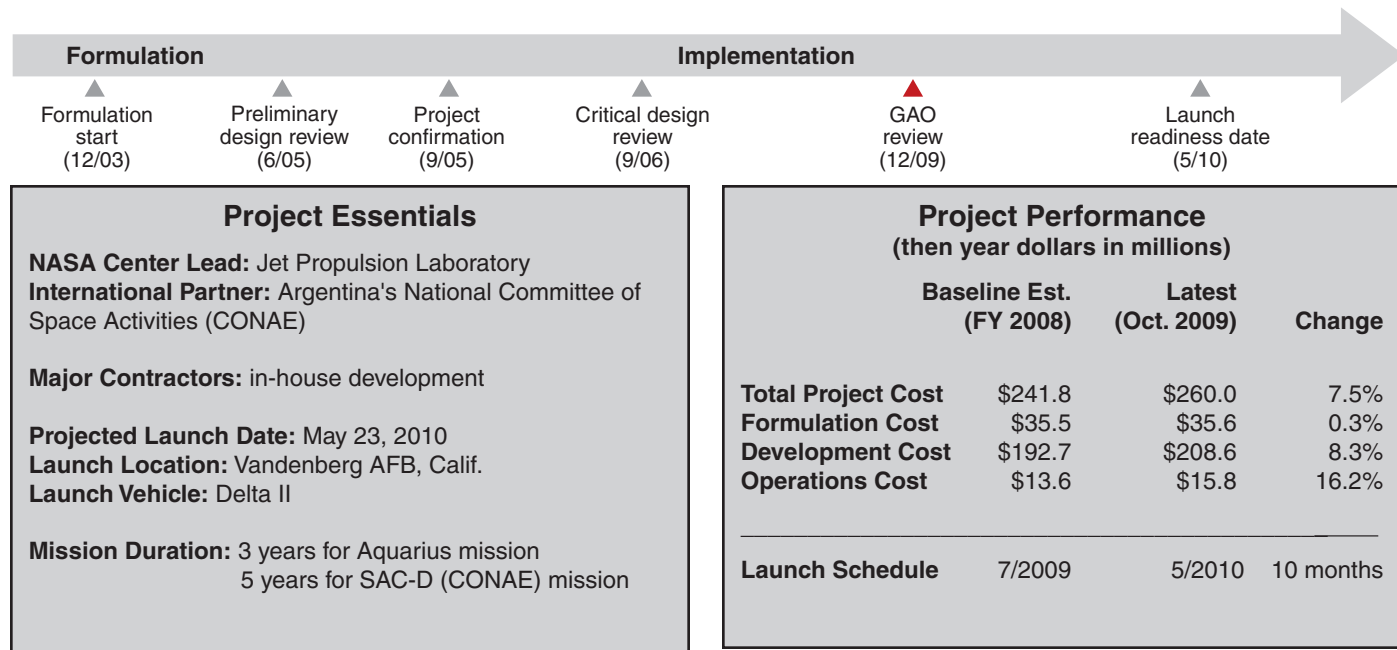 Formulation
Implementation
Formulation
start
(12/03)
Preliminary
design review
(6/05)
Project
confirmation
(9/05)
Critical design
review
(9/06)
GAO
review
(12/09)
Launch
readiness date
(5/10)
Project Essentials
NASA Center Lead: Jet Propulsion Laboratory
International Partner: Argentina's National Committee of
Space Activities (CONAE)
Major Contractors: in-house development
Projected Launch Date: May 23, 2010
Launch Location: Vandenberg AFB, Calif.
Launch Vehicle: Delta II
Mission Duration: 3 years for Aquarius mission
5 years for SAC-D (CONAE) mission
Project Performance
(then year dollars in millions)
Baseline Est. Latest
(FY 2008) (Oct. 2009) Change
Total Project Cost $241.8 $260.0 7.5%
Formulation Cost $35.5 $35.6 0.3%
Development Cost $192.7 $208.6 8.3%
Operations Cost $13.6 $15.8 16.2%
Launch Schedule 7/2009 5/2010 10 months